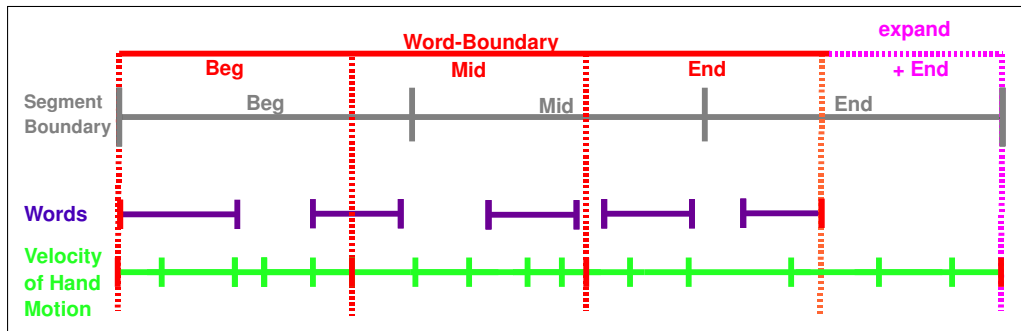 expand
Word-Boundary
Beg Mid End + End
Segment Boundary
Beg Mid End
Words
Velocity
of Hand
Motion